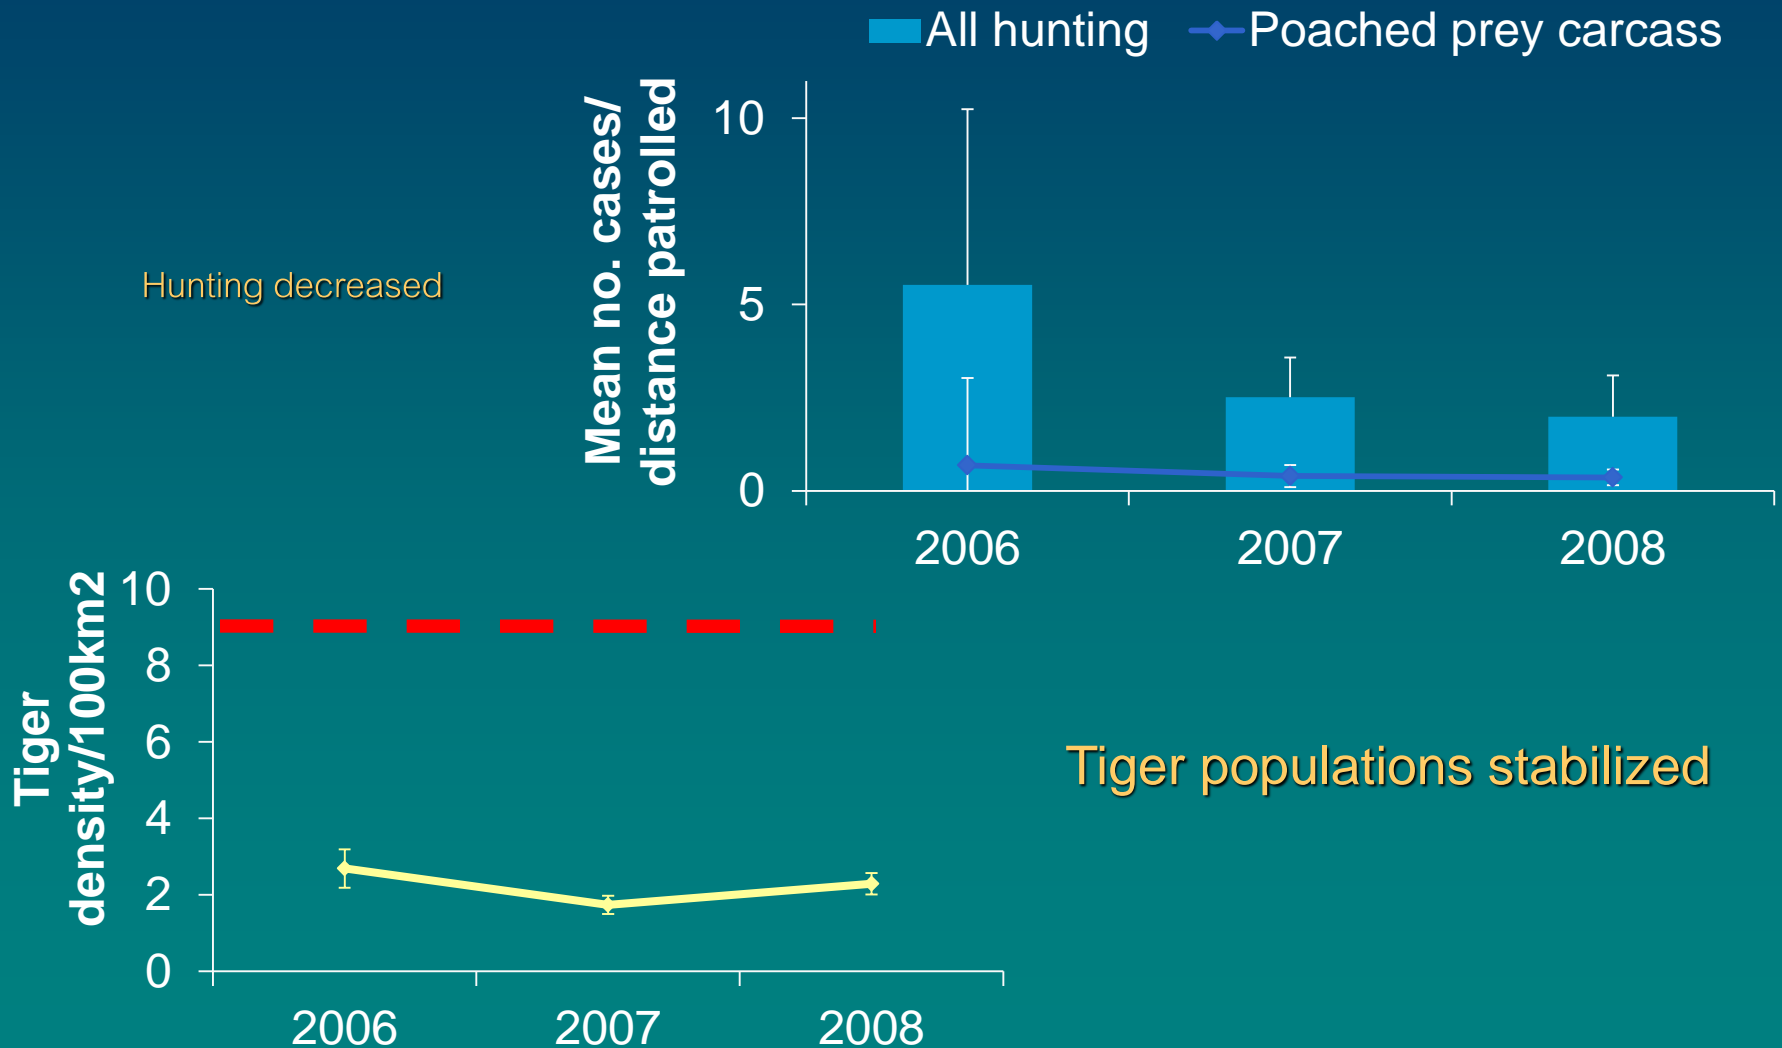 All hunting
Poached prey carcass
Mean no. cases/
distance patrolled
10
5
0
2006
2007
2008
Hunting decreased
Tiger
density/100km2
10
8
6
4
2
0
2006
2007
2008
Tiger populations stabilized